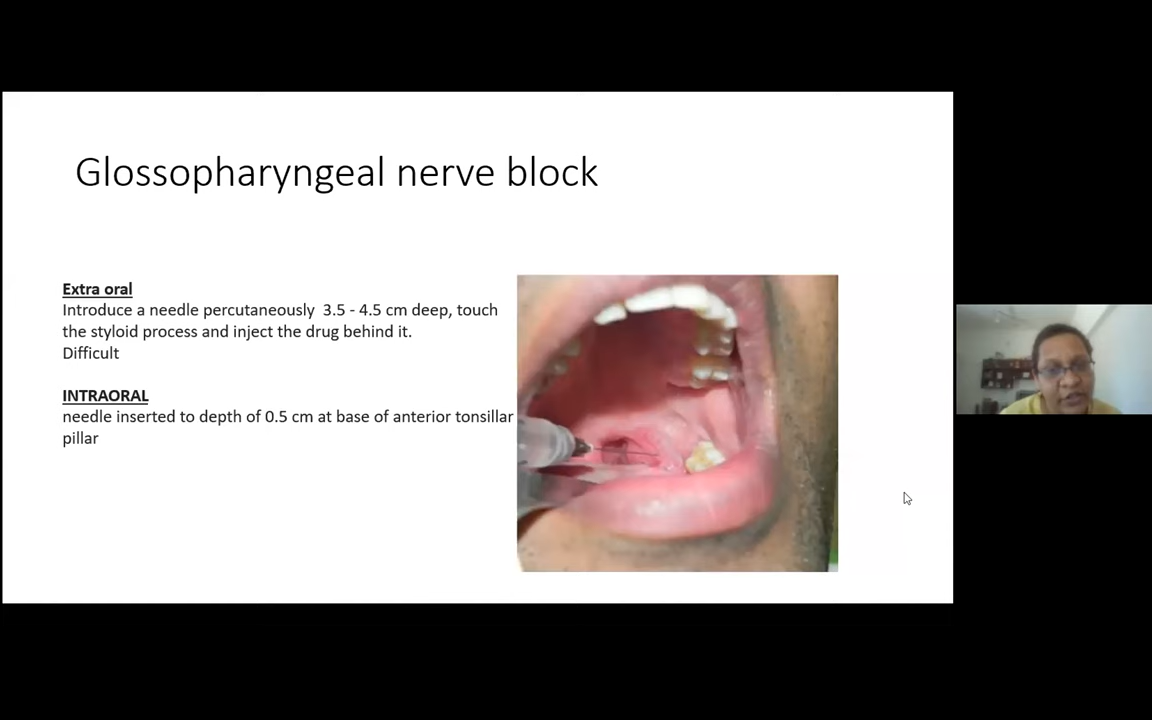 Glossopharyngeal nerve block
Extra oral
Introduce a needle percutaneously 3.5 - 4.5 cm deep, touch
the styloid process and inject the drug behind it.
Difficult
INTRAORAL
needle inserted to depth of 0.5 cm at base of anterior tonsillar
pillar